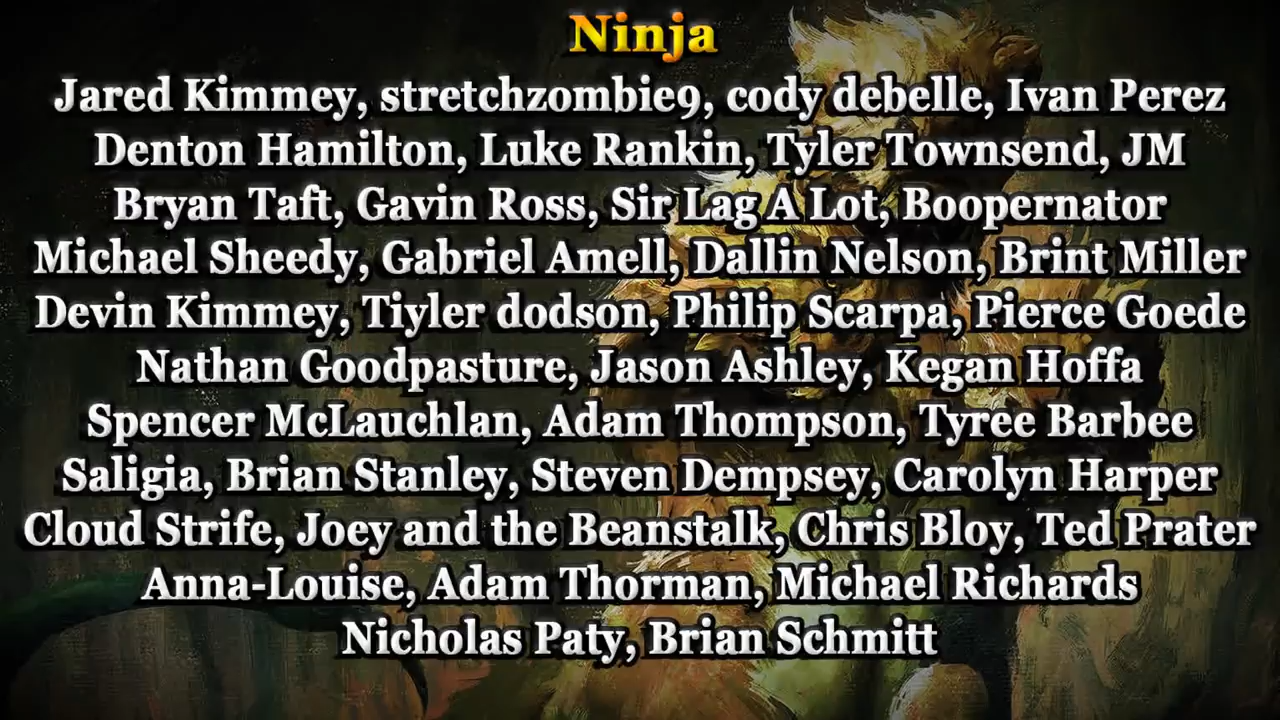 Ninja
Jared Kimmey, stretchzombie9, cody debelle, Ivan Perez
Denton Hamilton, Luke Rankin, Tyler Townsend, JM
Bryan Taft, Gavin Ross, Sir Lag A Lot, Boopernator
Michael Sheedy, Gabriel Amell, Dallin Nelson, Brint Miller
Devin Kimmey, Tiyler dodson, Philip Scarpa, Pierce Goede
Nathan Goodpasture, Jason Ashley, Kegan Hoffa
Spencer McLauchlan, Adam Thompson, Tyree Barbee
Saligia, Brian Stanley, Steven Dempsey, Carolyn Harper
Cloud Strife, Joey and the Beanstalk, Chris Bloy, Ted Prater
Anna-Louise, Adam Thorman, Michael Richards
Nicholas Paty, Brian Schmitt